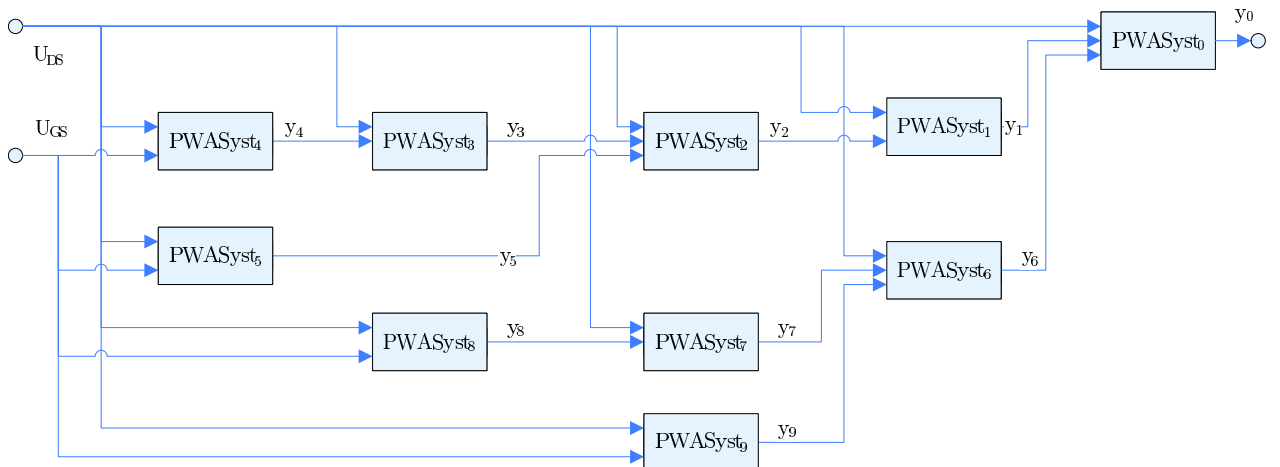 y0
PWASyst0
UDS
UGS
PWASyst4
y4
PWASyst3
y3
PWASyst2
y2
PWASyst1
y1
PWASyst5
y5
PWASyst6
y6
PWASyst8
y8
PWASyst7
y7
PWASyst9
y9